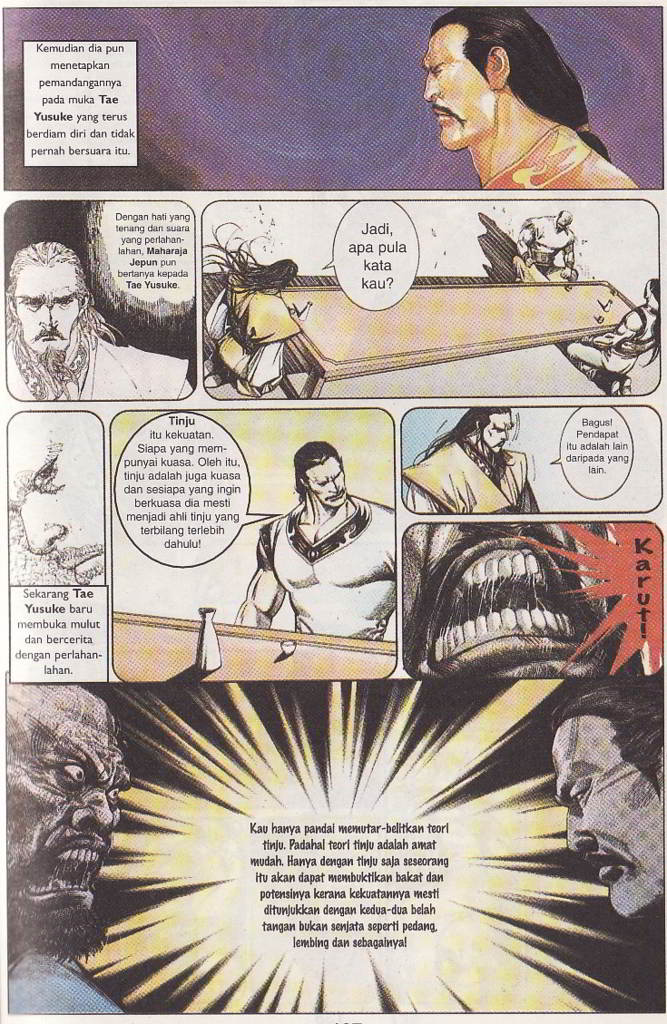 Kemudian dia pun
menetapkan
pemandangannya
pada muka Tae
Yusuke yang terus
berdiam diri dan tidak
pernah bersuara itu.
Dengan hati yang
tenang dan suara
yang perlahan-
lahan, Maharaja
Jepun pun
bertanya kepada
Tae Yusuke.
Jadi,
apa pula
kata
kau?
Sekarang Tae
Yusuke baru
membuka mulut
dan bercerita
dengan perlahan-
lahan.
Tinju
itu kekuatan.
Siapa yang mem-
punyai kuasa. Oleh itu,
tinju adalah juga kuasa
dan sesiapa yang ingin
berkuasa dia mesti
menjadi ahli tinju yang
terbilang terlebih
dahulu!
Bagus!
Pendapat
itu adalah lain
daripada yang
lain.
Karut!
Kau hanya pandai memutar-belitkan teori
tinju. Padahal teori tinju adalah amat
mudah. Hanya dengan tinju saja seseorang
itu akan dapat membuktikan bakat dan
potensinya kerana kekuatannya mesti
ditunjukkan dengan kedua-dua belah
tangan bukan senjata seperti pedang,
lembing dan sebagainya!